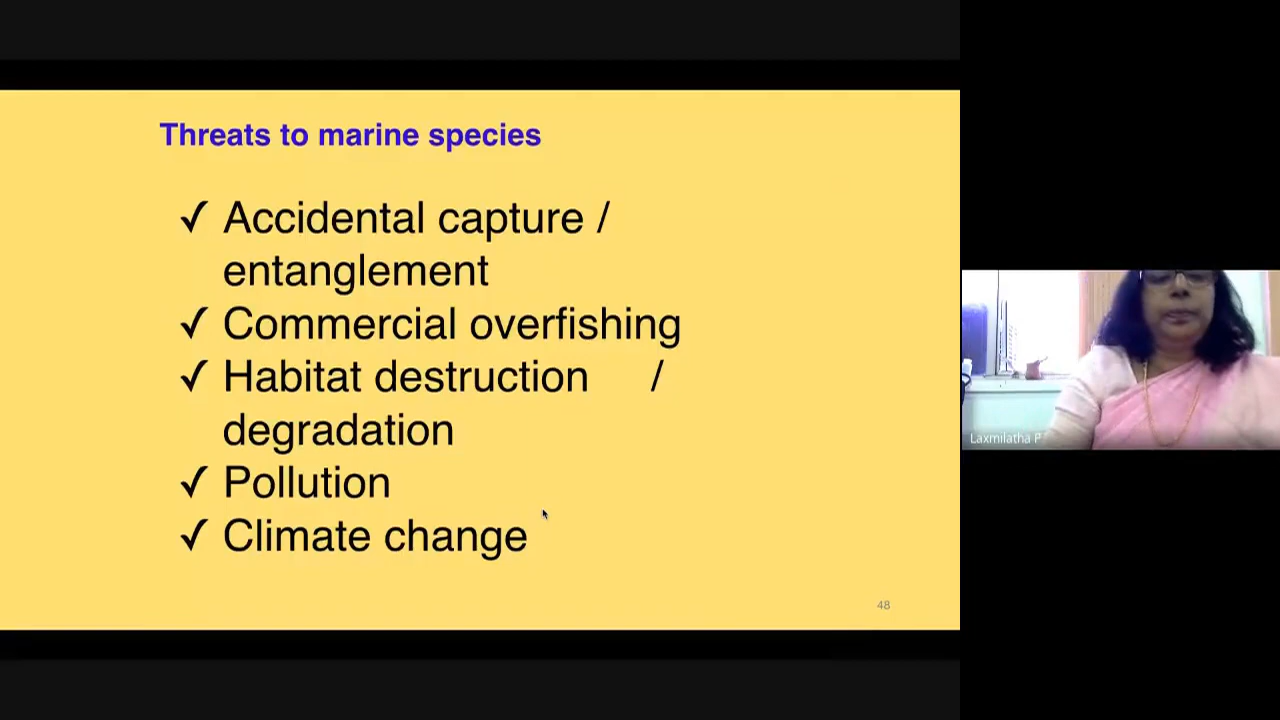 Threats to marine species
✓ Accidental capture /
entanglement
✓ Commercial overfishing
✓ Habitat destruction /
degradation
✓ Pollution
✓ Climate change
48
Laxmilatha P